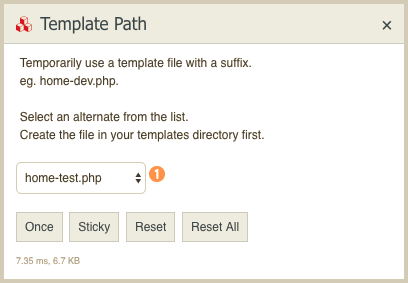 Template Path ×
Temporarily use a template file with a suffix.
eg. home-dev.php.
Select an alternate from the list.
Create the file in your templates directory first.
home-test.php 1
Once Sticky Reset Reset All
7.35 ms, 6.7 KB